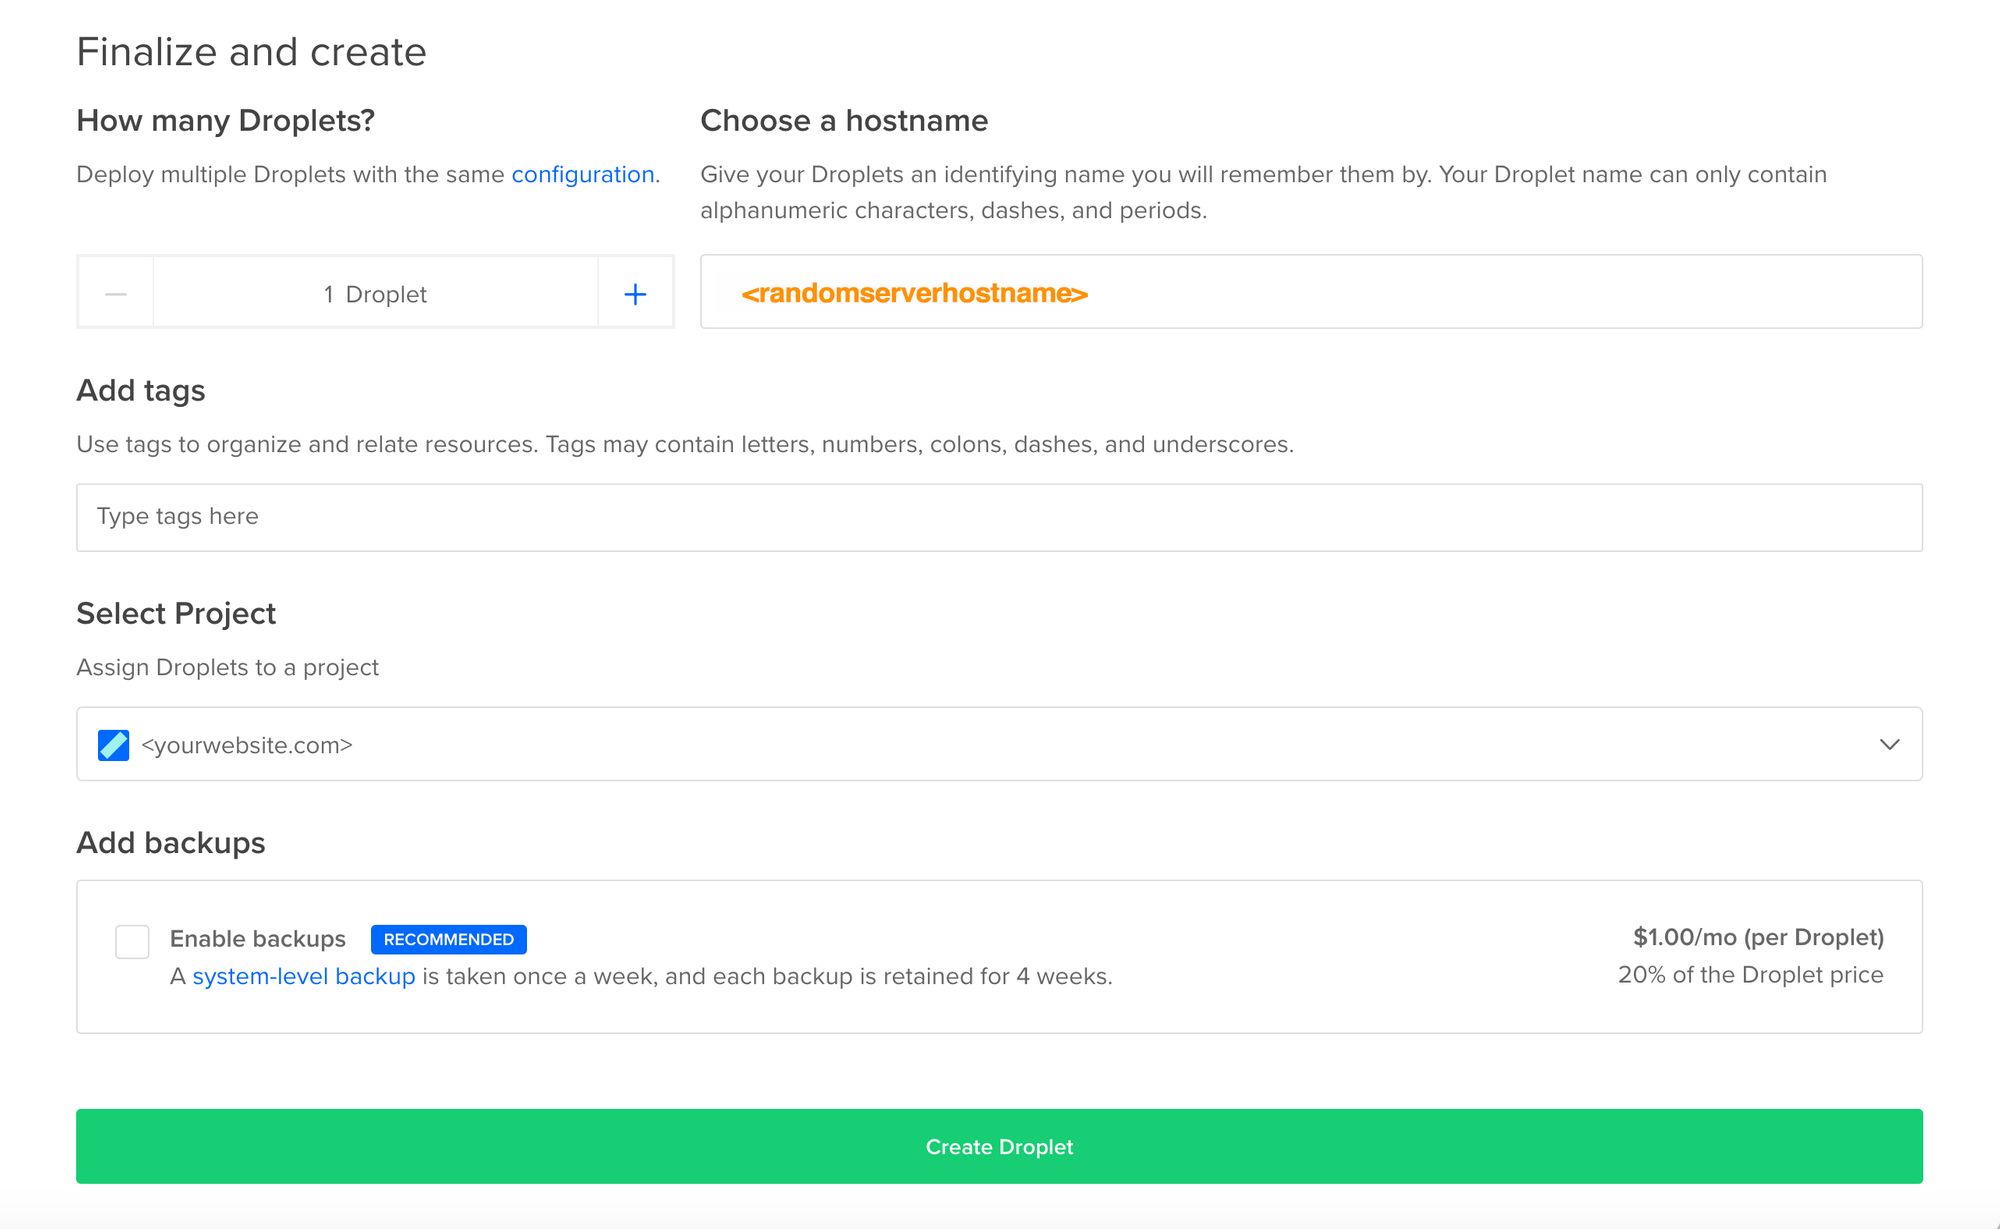 Finalize and create
How many Droplets?
Deploy multiple Droplets with the same configuration.
1 Droplet
Choose a hostname
Give your Droplets an identifying name you will remember them by. Your Droplet name can only contain
alphanumeric characters, dashes, and periods.
<randomserverhostname>
Add tags
Use tags to organize and relate resources. Tags may contain letters, numbers, colons, dashes, and underscores.
Type tags here
Select Project
Assign Droplets to a project
<yourwebsite.com>
Add backups
Enable backups RECOMMENDED
A system-level backup is taken once a week, and each backup is retained for 4 weeks.
$1.00/mo (per Droplet)
20% of the Droplet price
Create Droplet